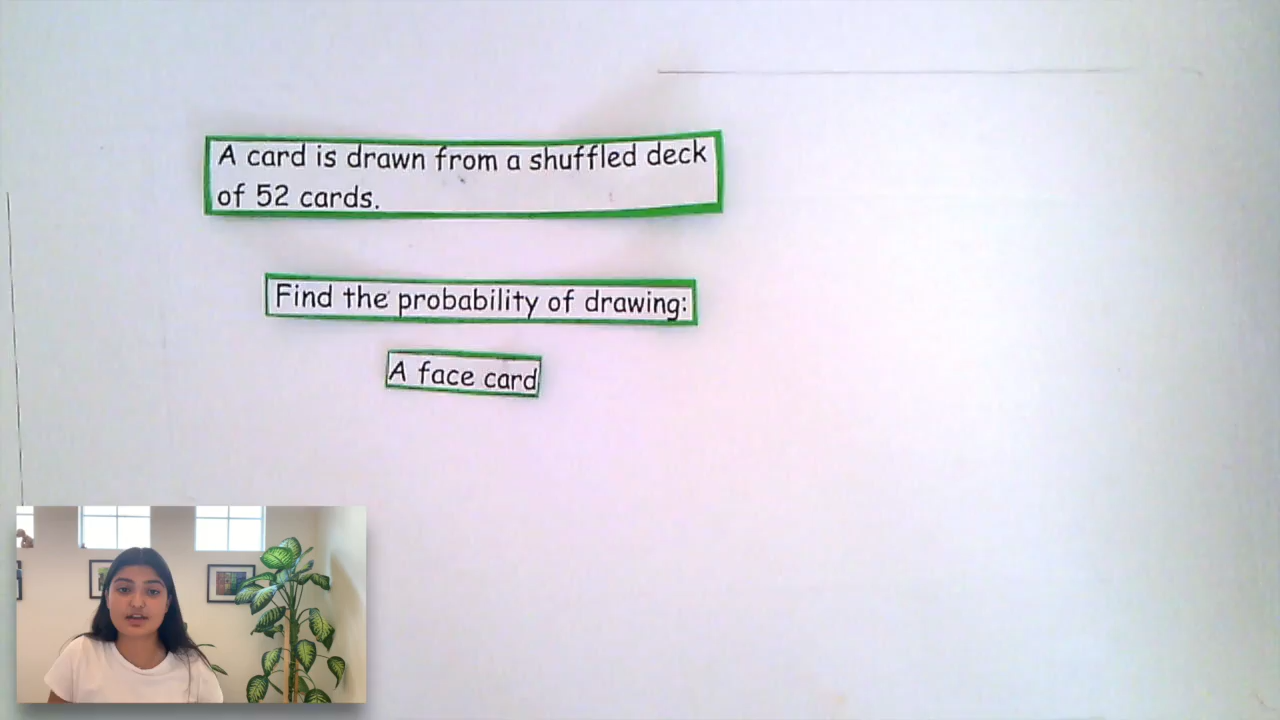 A card is drawn from a shuffled deck
of 52 cards.
Find the probability of drawing:
A face card